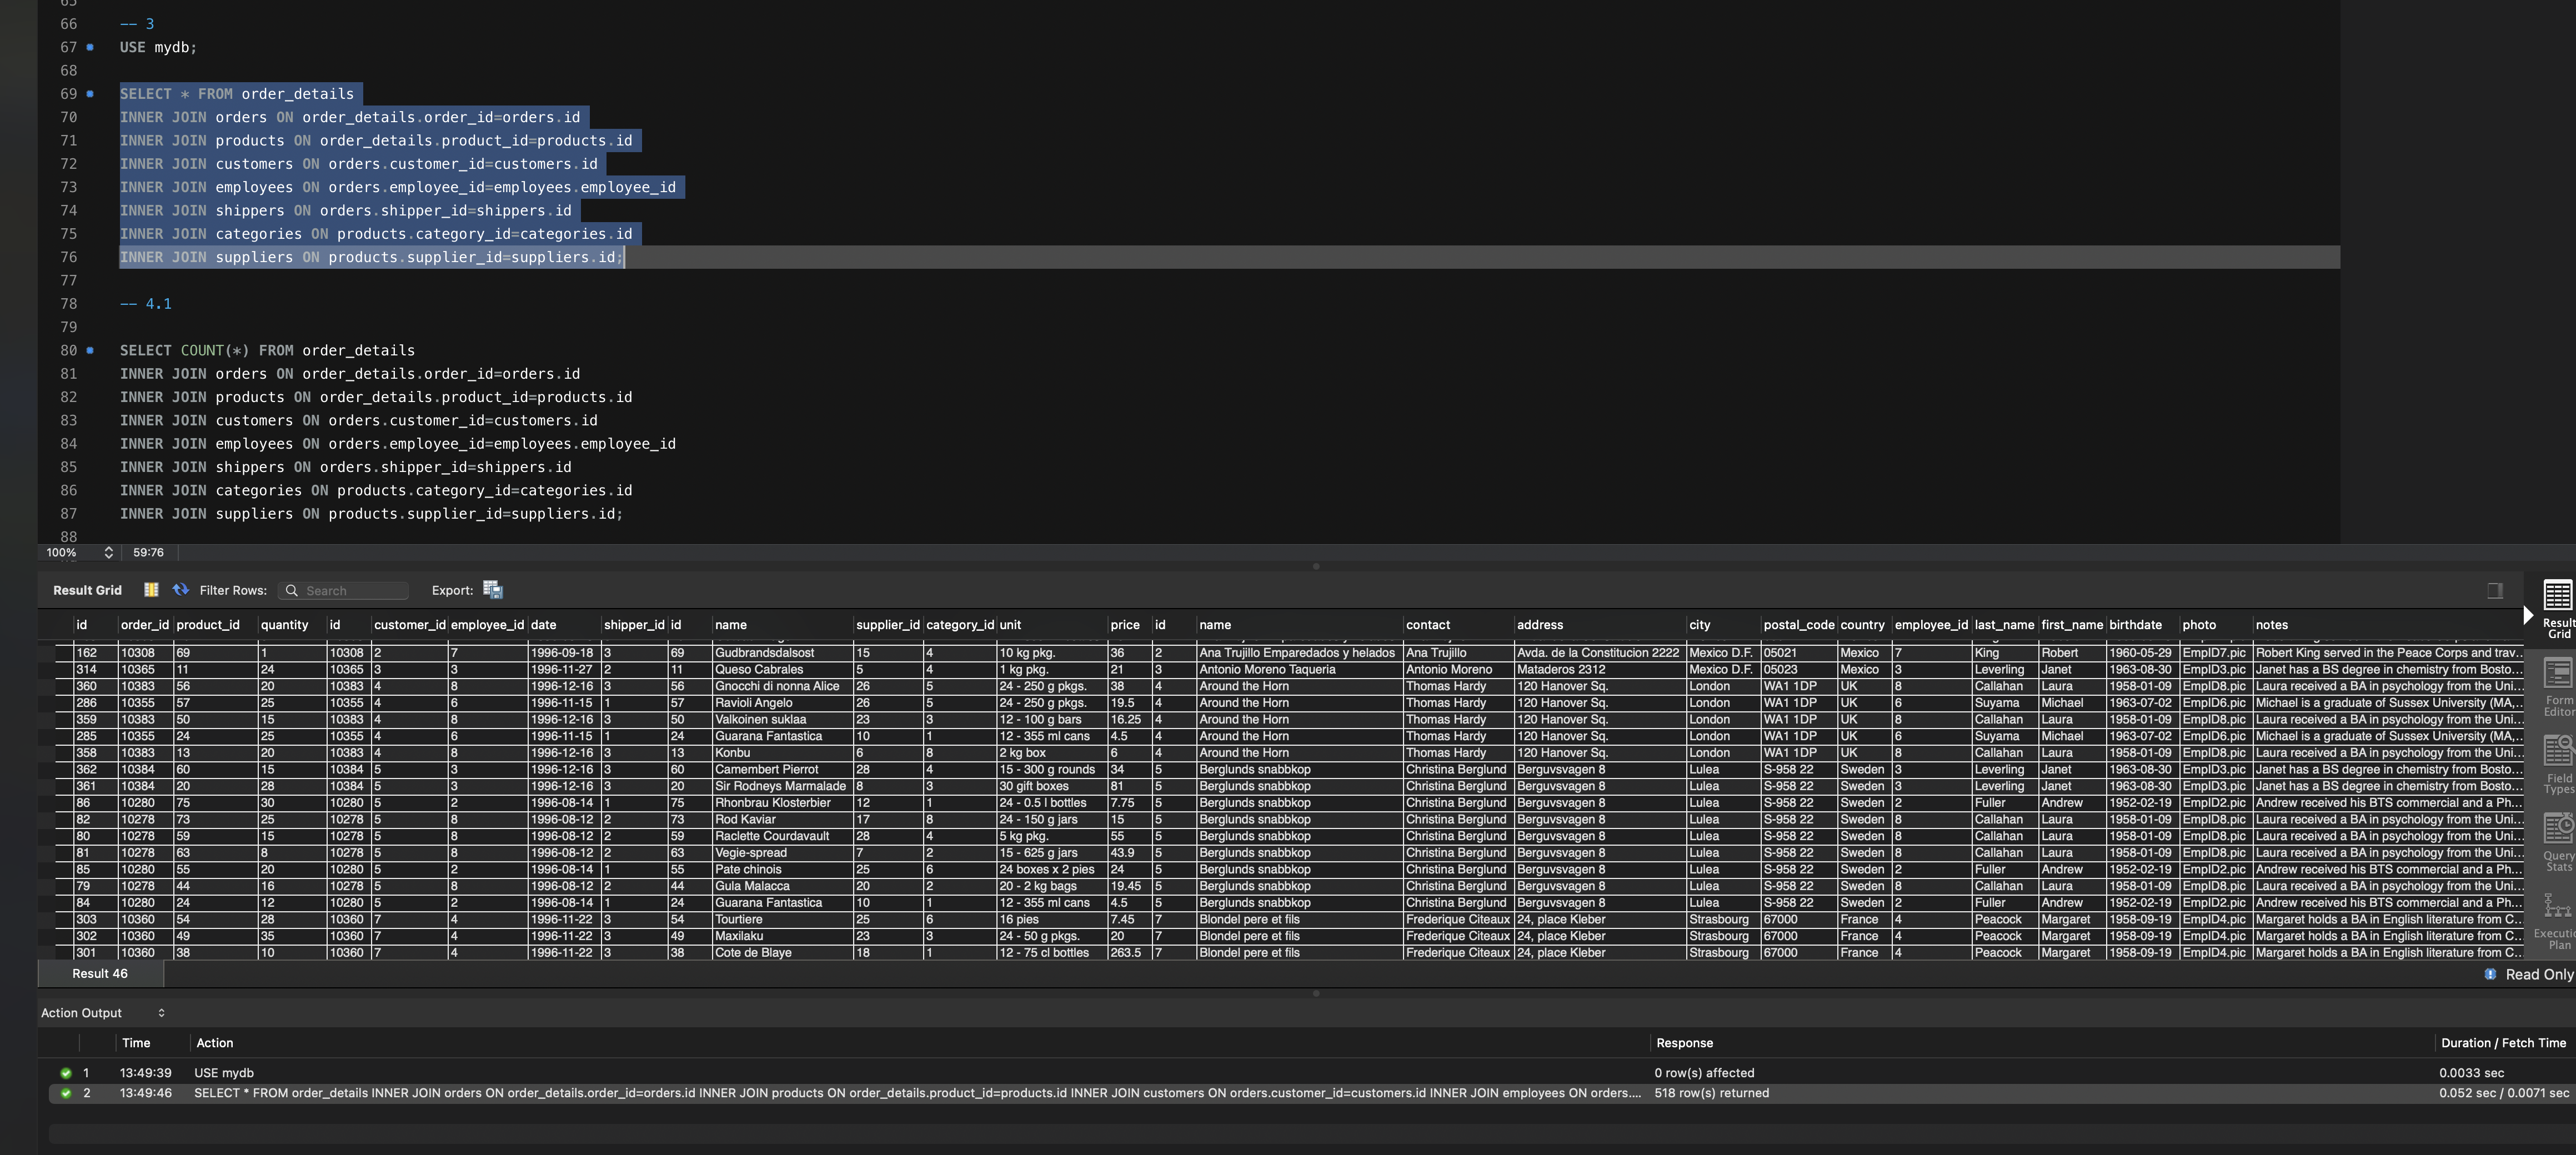 65
66 -- 3
67 USE mydb;
68
69 SELECT * FROM order_details
70 INNER JOIN orders ON order_details.order_id=orders.id
71 INNER JOIN products ON order_details.product_id=products.id
72 INNER JOIN customers ON orders.customer_id=customers.id
73 INNER JOIN employees ON orders.employee_id=employees.employee_id
74 INNER JOIN shippers ON orders.shipper_id=shippers.id
75 INNER JOIN categories ON products.category_id=categories.id
76 INNER JOIN suppliers ON products.supplier_id=suppliers.id;
77
78 -- 4.1
79
80 SELECT COUNT(*) FROM order_details
81 INNER JOIN orders ON order_details.order_id=orders.id
82 INNER JOIN products ON order_details.product_id=products.id
83 INNER JOIN customers ON orders.customer_id=customers.id
84 INNER JOIN employees ON orders.employee_id=employees.employee_id
85 INNER JOIN shippers ON orders.shipper_id=shippers.id
86 INNER JOIN categories ON products.category_id=categories.id
87 INNER JOIN suppliers ON products.supplier_id=suppliers.id;
88
100% 59:76
Result Grid Filter Rows: Search Export:
id order_id product_id quantity id customer_id employee_id date shipper_id id name supplier_id category_id unit price id name contact address city postal_code country employee_id last_name first_name birthdate photo notes
162 10308 69 1 10308 2 7 1996-09-18 3 69 Gudbrandsdalsost 15 4 10 kg pkg. 36 2 Ana Trujillo Emparedados y helados Ana Trujillo Avda. de la Constitucion 2222 Mexico D.F. 05021 Mexico 7 King Robert 1960-05-29 EmpID7.pic Robert King served in the Peace Corps and trav...
314 10365 11 24 10365 3 3 1996-11-27 2 11 Queso Cabrales 5 4 1 kg pkg. 21 3 Antonio Moreno Taqueria Antonio Moreno Mataderos 2312 Mexico D.F. 05023 Mexico 3 Leverling Janet 1963-08-30 EmpID3.pic Janet has a BS degree in chemistry from Bosto...
360 10383 56 20 10383 4 8 1996-12-16 3 56 Gnocchi di nonna Alice 26 5 24 - 250 g pkgs. 38 4 Around the Horn Thomas Hardy 120 Hanover Sq. London WA1 1DP UK 8 Callahan Laura 1958-01-09 EmpID8.pic Laura received a BA in psychology from the Uni...
286 10355 57 25 10355 4 6 1996-11-15 1 57 Ravioli Angelo 26 5 24 - 250 g pkgs. 19.5 4 Around the Horn Thomas Hardy 120 Hanover Sq. London WA1 1DP UK 6 Suyama Michael 1963-07-02 EmpID6.pic Michael is a graduate of Sussex University (MA,...
359 10383 50 15 10383 4 8 1996-12-16 3 50 Valkoinen suklaa 23 3 12 - 100 g bars 16.25 4 Around the Horn Thomas Hardy 120 Hanover Sq. London WA1 1DP UK 8 Callahan Laura 1958-01-09 EmpID8.pic Laura received a BA in psychology from the Uni...
285 10355 24 25 10355 4 6 1996-11-15 1 24 Guarana Fantastica 10 1 12 - 355 ml cans 4.5 4 Around the Horn Thomas Hardy 120 Hanover Sq. London WA1 1DP UK 6 Suyama Michael 1963-07-02 EmpID6.pic Michael is a graduate of Sussex University (MA,...
358 10383 13 20 10383 4 8 1996-12-16 3 13 Konbu 6 8 2 kg box 6 4 Around the Horn Thomas Hardy 120 Hanover Sq. London WA1 1DP UK 8 Callahan Laura 1958-01-09 EmpID8.pic Laura received a BA in psychology from the Uni...
362 10384 60 15 10384 5 3 1996-12-16 3 60 Camembert Pierrot 28 4 15 - 300 g rounds 34 5 Berglunds snabbkop Christina Berglund Berguvsvagen 8 Lulea S-958 22 Sweden 3 Leverling Janet 1963-08-30 EmpID3.pic Janet has a BS degree in chemistry from Bosto...
361 10384 20 28 10384 5 3 1996-12-16 3 20 Sir Rodneys Marmalade 8 3 30 gift boxes 81 5 Berglunds snabbkop Christina Berglund Berguvsvagen 8 Lulea S-958 22 Sweden 3 Leverling Janet 1963-08-30 EmpID3.pic Janet has a BS degree in chemistry from Bosto...
86 10280 75 30 10280 5 2 1996-08-14 1 75 Rhonbrau Klosterbier 12 1 24 - 0.5 l bottles 7.75 5 Berglunds snabbkop Christina Berglund Berguvsvagen 8 Lulea S-958 22 Sweden 2 Fuller Andrew 1952-02-19 EmpID2.pic Andrew received his BTS commercial and a Ph...
82 10278 73 25 10278 5 8 1996-08-12 2 73 Rod Kaviar 17 8 24 - 150 g jars 15 5 Berglunds snabbkop Christina Berglund Berguvsvagen 8 Lulea S-958 22 Sweden 8 Callahan Laura 1958-01-09 EmpID8.pic Laura received a BA in psychology from the Uni...
80 10278 59 15 10278 5 8 1996-08-12 2 59 Raclette Courdavault 28 4 5 kg pkg. 55 5 Berglunds snabbkop Christina Berglund Berguvsvagen 8 Lulea S-958 22 Sweden 8 Callahan Laura 1958-01-09 EmpID8.pic Laura received a BA in psychology from the Uni...
81 10278 63 8 10278 5 8 1996-08-12 2 63 Vegie-spread 7 2 15 - 625 g jars 43.9 5 Berglunds snabbkop Christina Berglund Berguvsvagen 8 Lulea S-958 22 Sweden 8 Callahan Laura 1958-01-09 EmpID8.pic Laura received a BA in psychology from the Uni...
85 10280 55 20 10280 5 2 1996-08-14 1 55 Pate chinois 25 6 24 boxes x 2 pies 24 5 Berglunds snabbkop Christina Berglund Berguvsvagen 8 Lulea S-958 22 Sweden 2 Fuller Andrew 1952-02-19 EmpID2.pic Andrew received his BTS commercial and a Ph...
79 10278 44 16 10278 5 8 1996-08-12 2 44 Gula Malacca 20 2 20 - 2 kg bags 19.45 5 Berglunds snabbkop Christina Berglund Berguvsvagen 8 Lulea S-958 22 Sweden 8 Callahan Laura 1958-01-09 EmpID8.pic Laura received a BA in psychology from the Uni...
84 10280 24 12 10280 5 2 1996-08-14 1 24 Guarana Fantastica 10 1 12 - 355 ml cans 4.5 5 Berglunds snabbkop Christina Berglund Berguvsvagen 8 Lulea S-958 22 Sweden 2 Fuller Andrew 1952-02-19 EmpID2.pic Andrew received his BTS commercial and a Ph...
303 10360 54 28 10360 7 4 1996-11-22 3 54 Tourtiere 25 6 16 pies 7.45 7 Blondel pere et fils Frederique Citeaux 24, place Kleber Strasbourg 67000 France 4 Peacock Margaret 1958-09-19 EmpID4.pic Margaret holds a BA in English literature from C...
302 10360 49 35 10360 7 4 1996-11-22 3 49 Maxilaku 23 3 24 - 50 g pkgs. 20 7 Blondel pere et fils Frederique Citeaux 24, place Kleber Strasbourg 67000 France 4 Peacock Margaret 1958-09-19 EmpID4.pic Margaret holds a BA in English literature from C...
301 10360 38 10 10360 7 4 1996-11-22 3 38 Cote de Blaye 18 1 12 - 75 cl bottles 263.5 7 Blondel pere et fils Frederique Citeaux 24, place Kleber Strasbourg 67000 France 4 Peacock Margaret 1958-09-19 EmpID4.pic Margaret holds a BA in English literature from C...
Result
Grid
Form
Editor
Field
Types
Query
Stats
Executio
Plan
Result 46 Read Only
Action Output
Time Action Response Duration / Fetch Time
1 13:49:39 USE mydb 0 row(s) affected 0.0033 sec
2 13:49:46 SELECT * FROM order_details INNER JOIN orders ON order_details.order_id=orders.id INNER JOIN products ON order_details.product_id=products.id INNER JOIN customers ON orders.customer_id=customers.id INNER JOIN employees ON orders.... 518 row(s) returned 0.052 sec / 0.0071 sec